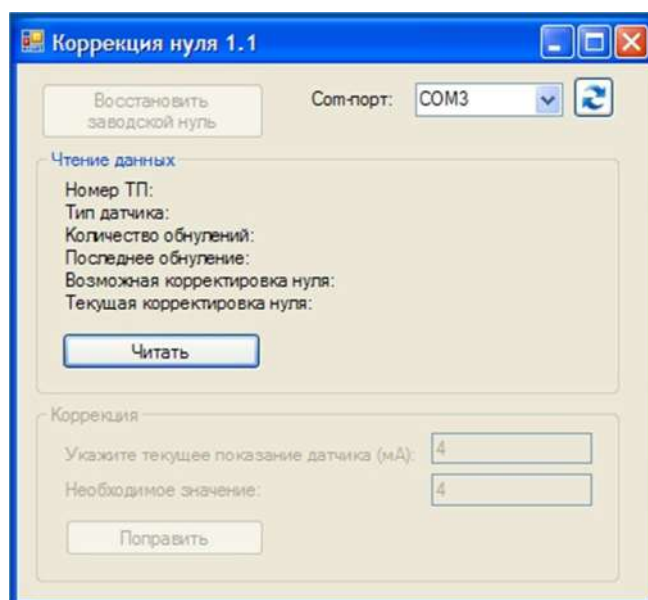 Коррекция нуля 1.1
Восстановить
заводской нуль
Com-порт:
COM3
Чтение данных
Номер ТП:
Тип датчика:
Количество обнулений:
Последнее обнуление:
Возможная корректировка нуля:
Текущая корректировка нуля:
Читать
Коррекция
Укажите текущее показание датчика (мА):
4
Необходимое значение:
4
Поправить